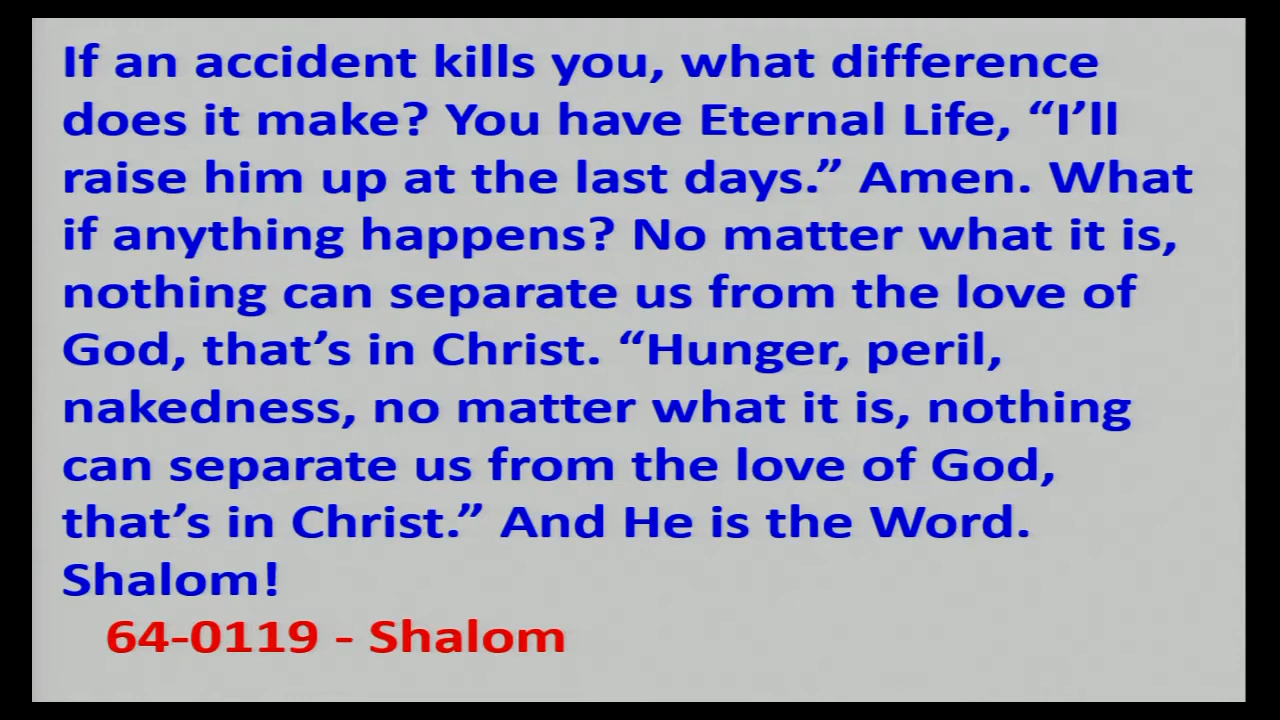 If an accident kills you, what difference
does it make? You have Eternal Life, “I’ll
raise him up at the last days.” Amen. What
if anything happens? No matter what it is,
nothing can separate us from the love of
God, that’s in Christ. “Hunger, peril,
nakedness, no matter what it is, nothing
can separate us from the love of God,
that’s in Christ.” And He is the Word.
Shalom!
64-0119 - Shalom